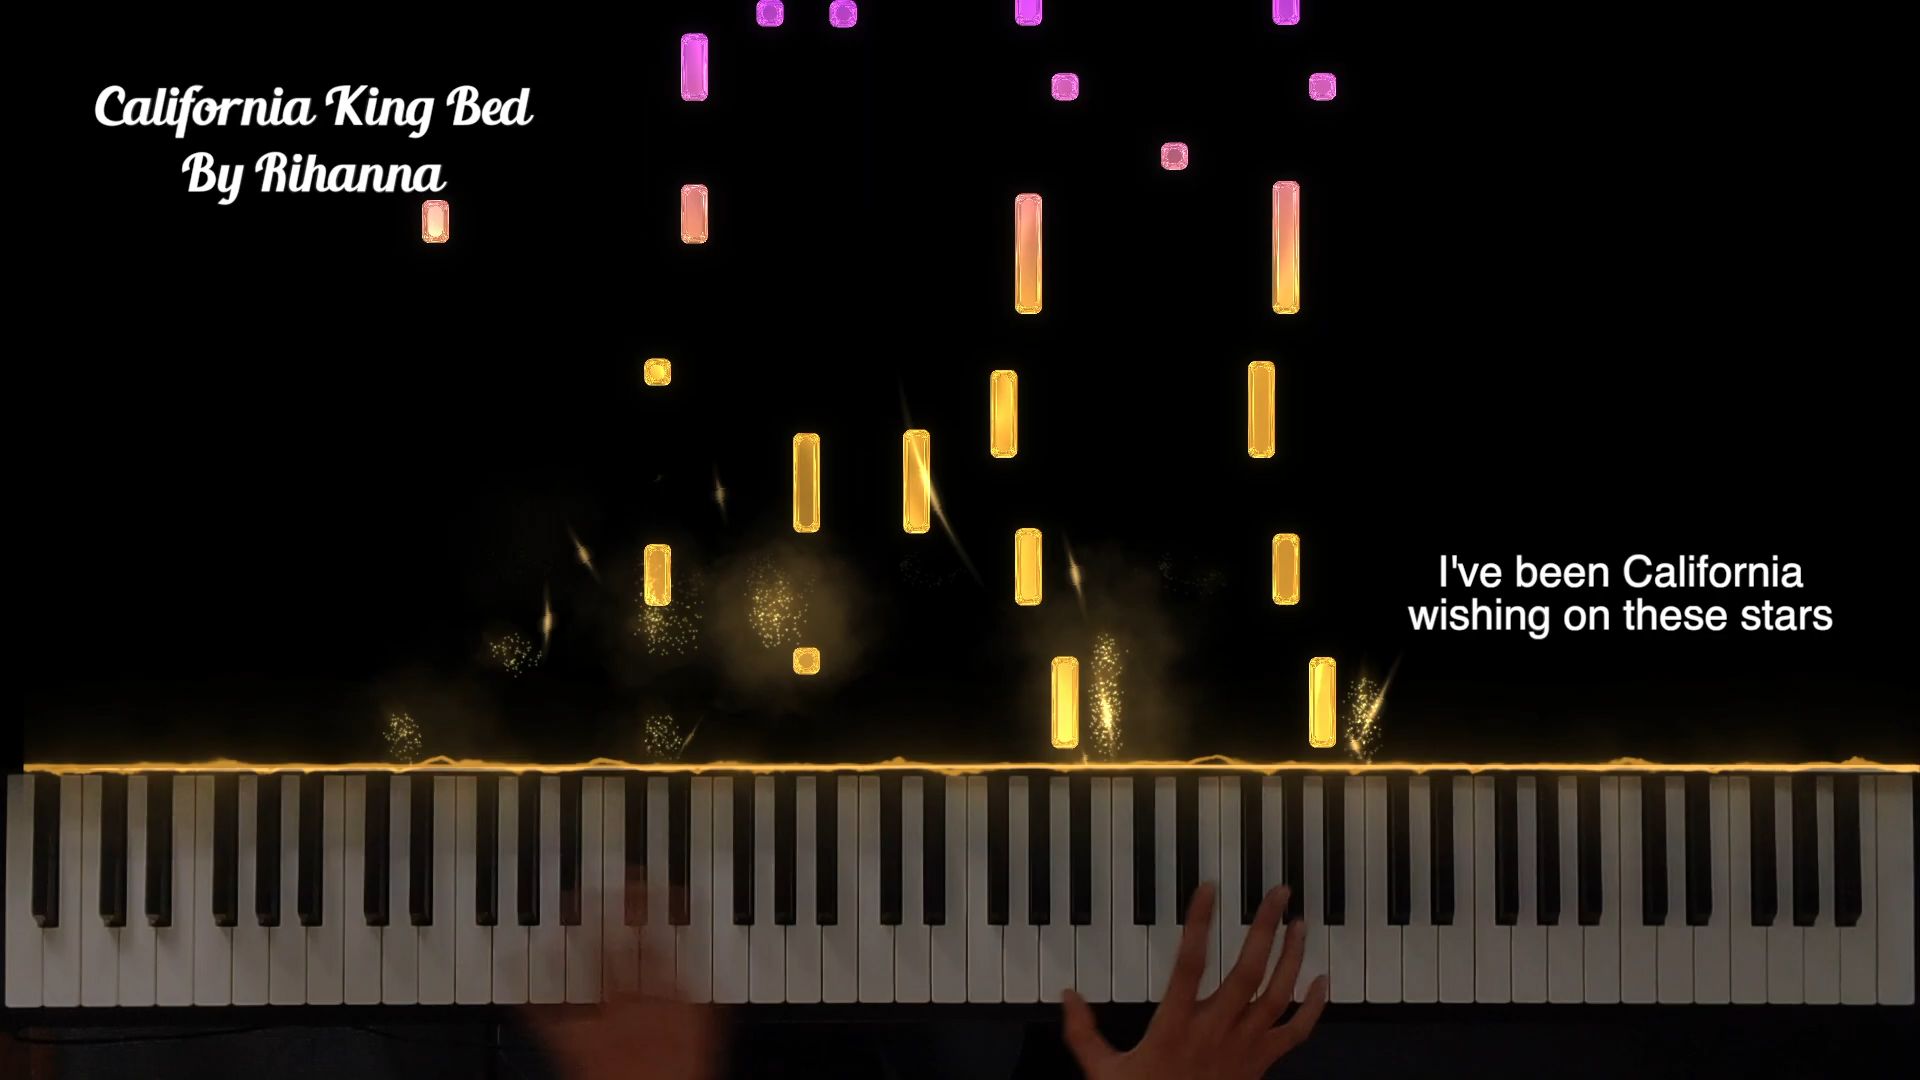 California King Bed
By Rihanna
I've been California
wishing on these stars